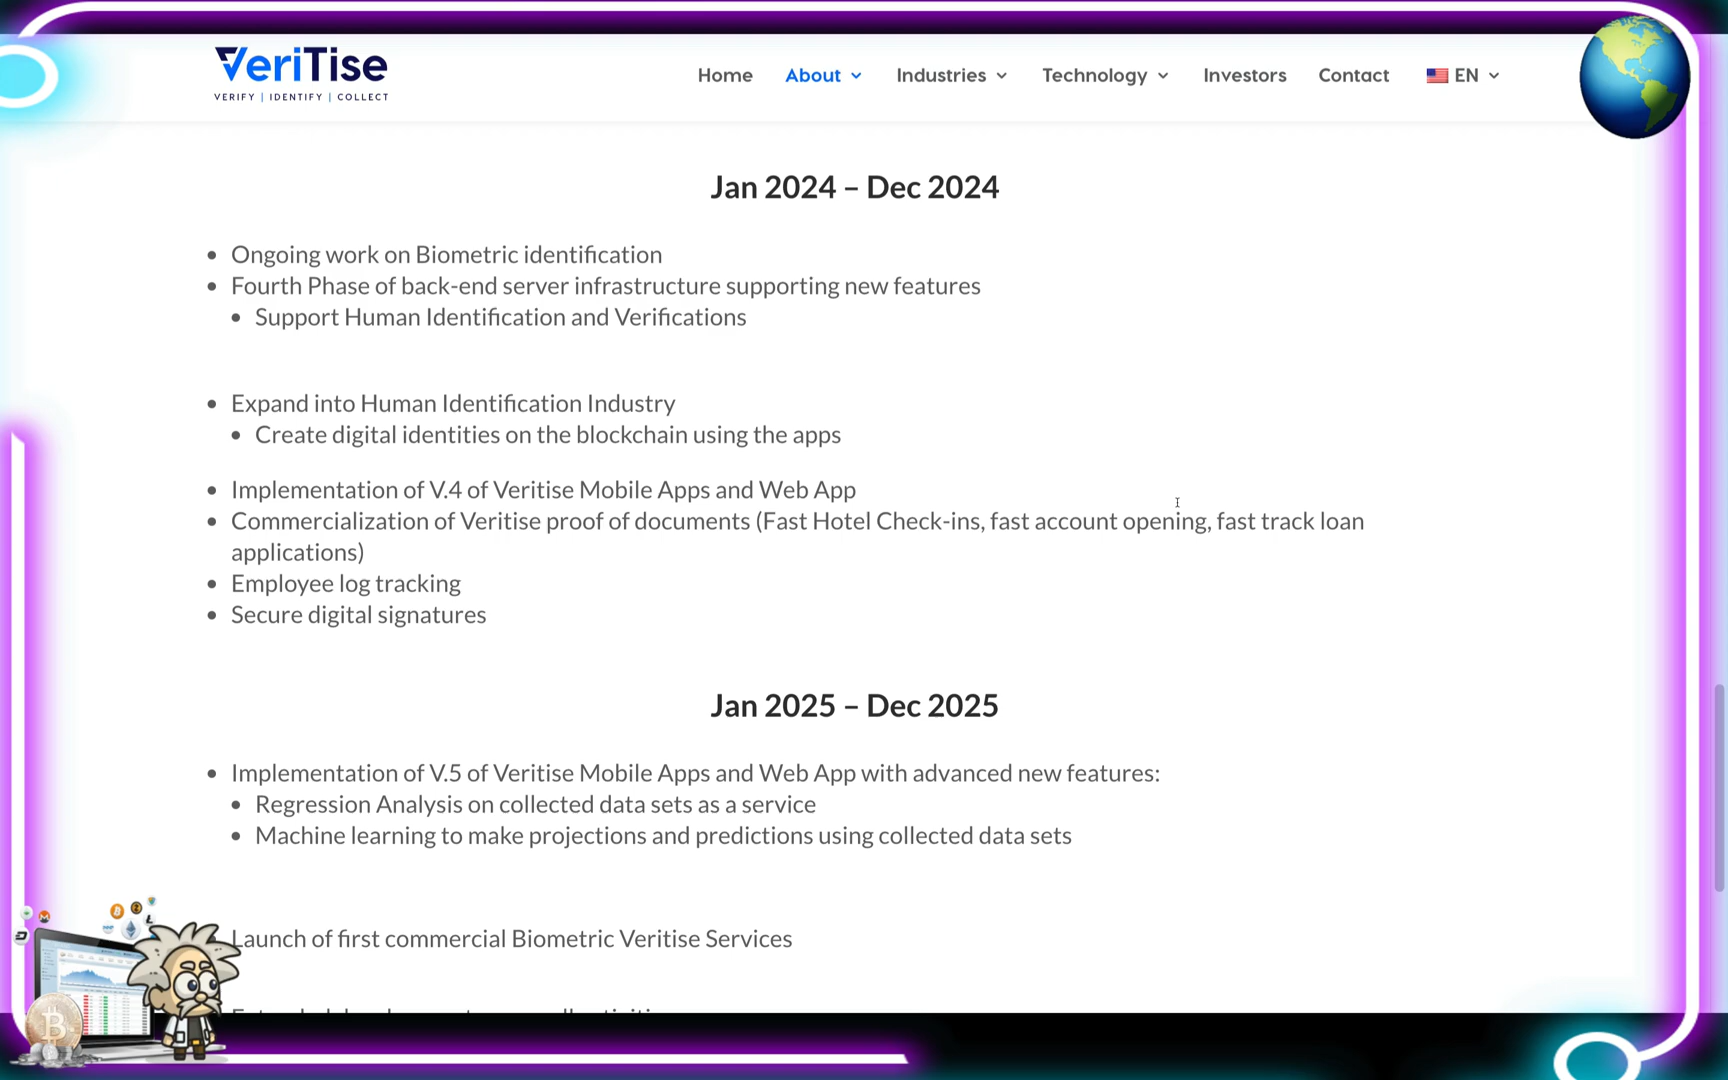 VeriTise
VERIFY | IDENTIFY | COLLECT
Home
About
Industries
Technology
Investors
Contact
EN
Jan 2024 – Dec 2024
Ongoing work on Biometric identification
Fourth Phase of back-end server infrastructure supporting new features
Support Human Identification and Verifications
Expand into Human Identification Industry
Create digital identities on the blockchain using the apps
Implementation of V.4 of Veritise Mobile Apps and Web App
Commercialization of Veritise proof of documents (Fast Hotel Check-ins, fast account opening, fast track loan
applications)
Employee log tracking
Secure digital signatures
Jan 2025 – Dec 2025
Implementation of V.5 of Veritise Mobile Apps and Web App with advanced new features:
Regression Analysis on collected data sets as a service
Machine learning to make projections and predictions using collected data sets
Launch of first commercial Biometric Veritise Services